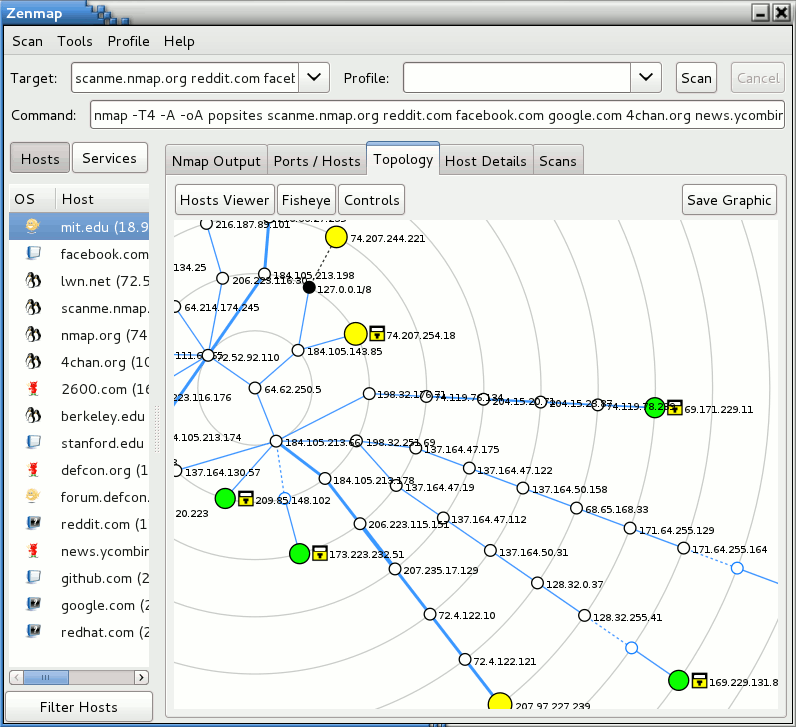 Zenmap
Scan Tools Profile Help
Target: scanme.nmap.org reddit.com facel Profile: Scan Cancel
Command: nmap -T4 -A -oA popsites scanme.nmap.org reddit.com facebook.com google.com 4chan.org news.ycombir
Hosts Services
Nmap Output Ports / Hosts Topology Host Details Scans
OS Host
Hosts Viewer Fisheye Controls Save Graphic
mit.edu (18.9
facebook.com
lwn.net (72.5
scanme.nmap.
nmap.org (74
4chan.org (10
2600.com (16
berkeley.edu
stanford.edu
defcon.org (1
forum.defcon.
reddit.com (1
news.ycombir
github.com (2
google.com (2
redhat.com (2
Filter Hosts
216.187.89.101
74.207.244.221
134.25
206.223.116.30
184.105.213.198
127.0.0.1/8
64.214.174.245
74.207.254.18
72.52.92.110
184.105.143.85
223.116.176
64.62.250.5
198.32.176.71
74.119.76.134
204.15.20.71
204.15.23.87
69.171.229.11
4.105.213.174
184.105.213.66
198.32.251.69
137.164.47.175
137.164.130.57
184.105.213.178
137.164.47.122
137.164.47.19
137.164.50.158
209.85.148.102
20.223
68.65.168.33
206.223.115.151
137.164.47.112
171.64.255.129
173.223.232.51
137.164.50.31
171.64.255.164
207.235.17.129
128.32.0.37
72.4.122.10
128.32.255.41
72.4.122.121
169.229.131.8
207.97.227.239